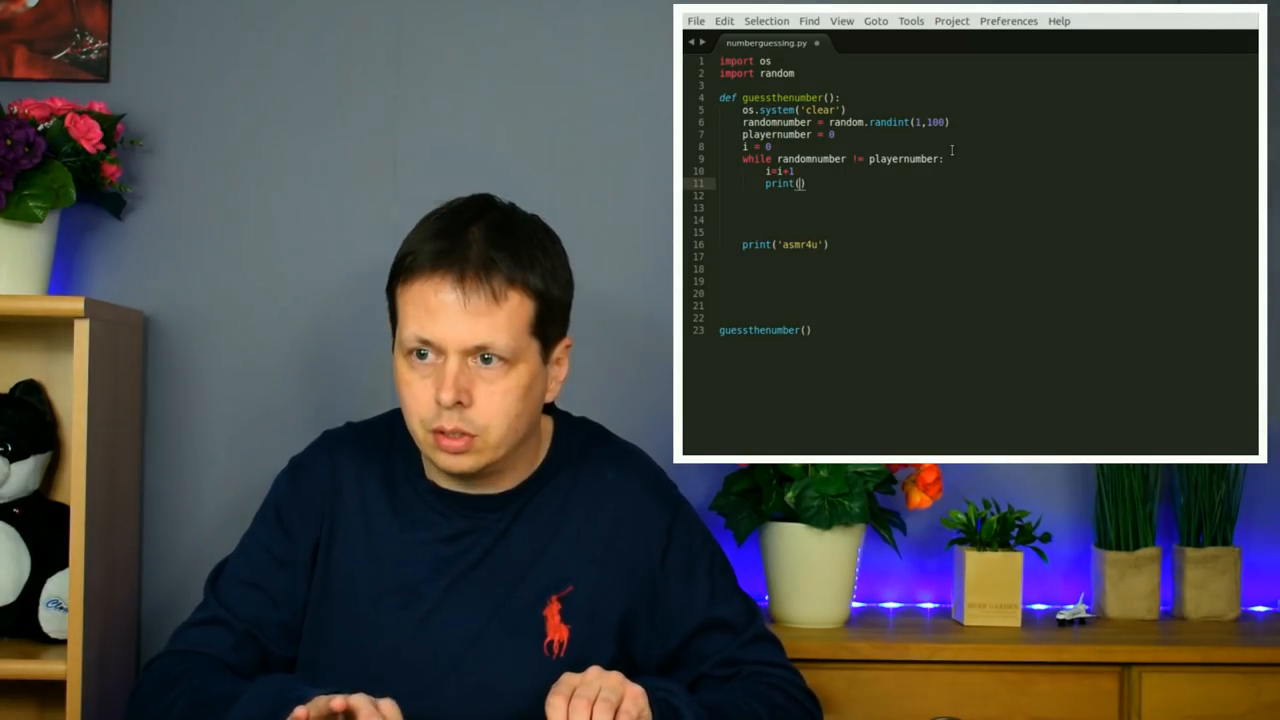 File Edit Selection Find View Goto Tools Project Preferences Help
numberguessing.py
1 import os
2 import random
3
4 def guessthenumber():
5 os.system('clear')
6 randomnumber = random.randint(1,100)
7 playernumber = 0
8 i = 0
9 while randomnumber != playernumber:
10 i=i+1
11 print()
12
13
14
15
16 print('asmr4u')
17
18
19
20
21
22
23 guessthenumber()
HERB GARDEN